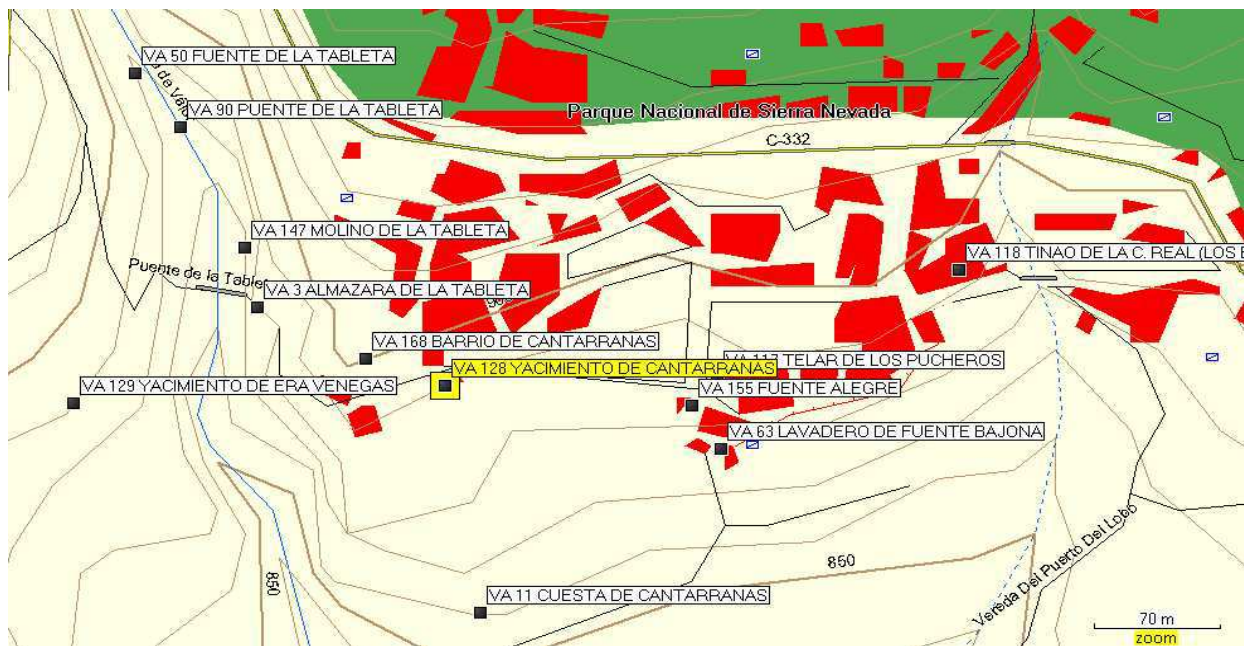 VA 50 FUENTE DE LA TABLETA
VA 90 PUENTE DE LA TABLETA
Parque Nacional de Sierra Nevada
C-332
VA 147 MOLINO DE LA TABLETA
VA 118 TINAO DE LA C. REAL (LOS
Puente de la Table
VA 3 ALMAZARA DE LA TABLETA
VA 168 BARRIO DE CANTARRANAS
VA 117 TELAR DE LOS PUCHEROS
VA 128 YACIMIENTO DE CANTARRANAS
VA 129 YACIMIENTO DE ERA VENEGAS
VA 155 FUENTE ALEGRE
VA 63 LAVADERO DE FUENTE BAJONA
850
850
Vereda Del Puerto Del Lobo
VA 11 CUESTA DE CANTARRANAS
70 m
zoom